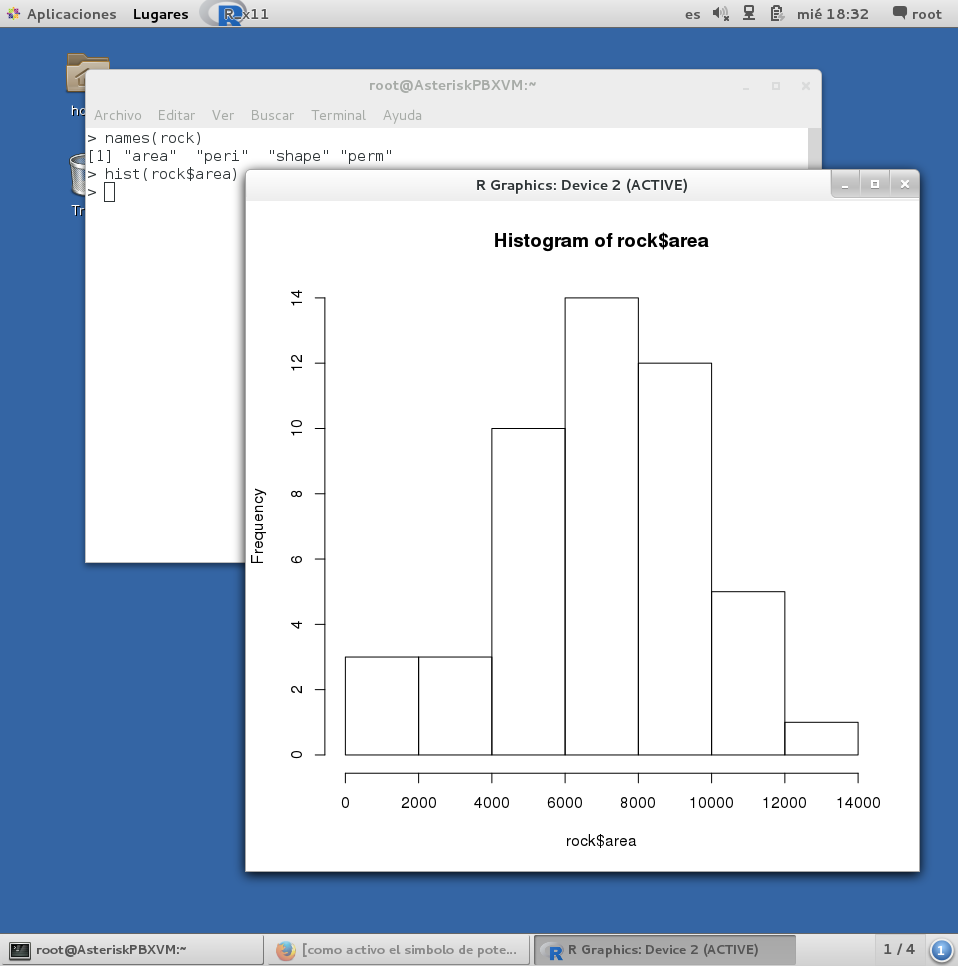 Aplicaciones Lugares R x11 es mié 18:32 root
root@AsteriskPBXVM:~
Archivo Editar Ver Buscar Terminal Ayuda
> names(rock)
[1] "area" "peri" "shape" "perm"
> hist(rock$area)
>
R Graphics: Device 2 (ACTIVE)
Histogram of rock$area
Frequency
14
12
10
8
6
4
2
0
0 2000 4000 6000 8000 10000 12000 14000
rock$area
root@AsteriskPBXVM:~ [como activo el simbolo de pote... R Graphics: Device 2 (ACTIVE) 1 / 4 1